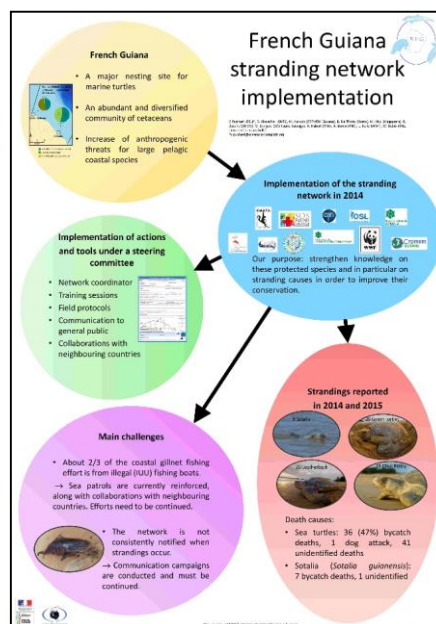 French Guiana
stranding network
implementation
French Guiana
• A major nesting site for
marine turtles
• An abundant and diversified
community of cetaceans
• Increase of anthropogenic
threats for large pelagic
coastal species
Implementation of the stranding
network in 2014
OSL
WWF
Our purpose: strengthen knowledge on
these protected species and in particular on
stranding causes in order to improve their
conservation.
Implementation of actions
and tools under a steering
committee
• Network coordinator
• Training sessions
• Field protocols
• Communication to
general public
• Collaborations with
neighbouring countries
Strandings reported
in 2014 and 2015
Death causes:
• Sea turtles: 36 (47%) bycatch
deaths, 1 dog attack, 41
unidentified deaths
• Sotalia (Sotalia guianensis):
7 bycatch deaths, 1 unidentified
Main challenges
• About 2/3 of the coastal gillnet fishing
effort is from illegal (IUU) fishing boats.
→ Sea patrols are currently reinforced,
along with collaborations with neighbouring
countries. Efforts need to be continued.
• The network is not
consistently notified when
strandings occur.
→ Communication campaigns
are conducted and must be
continued.